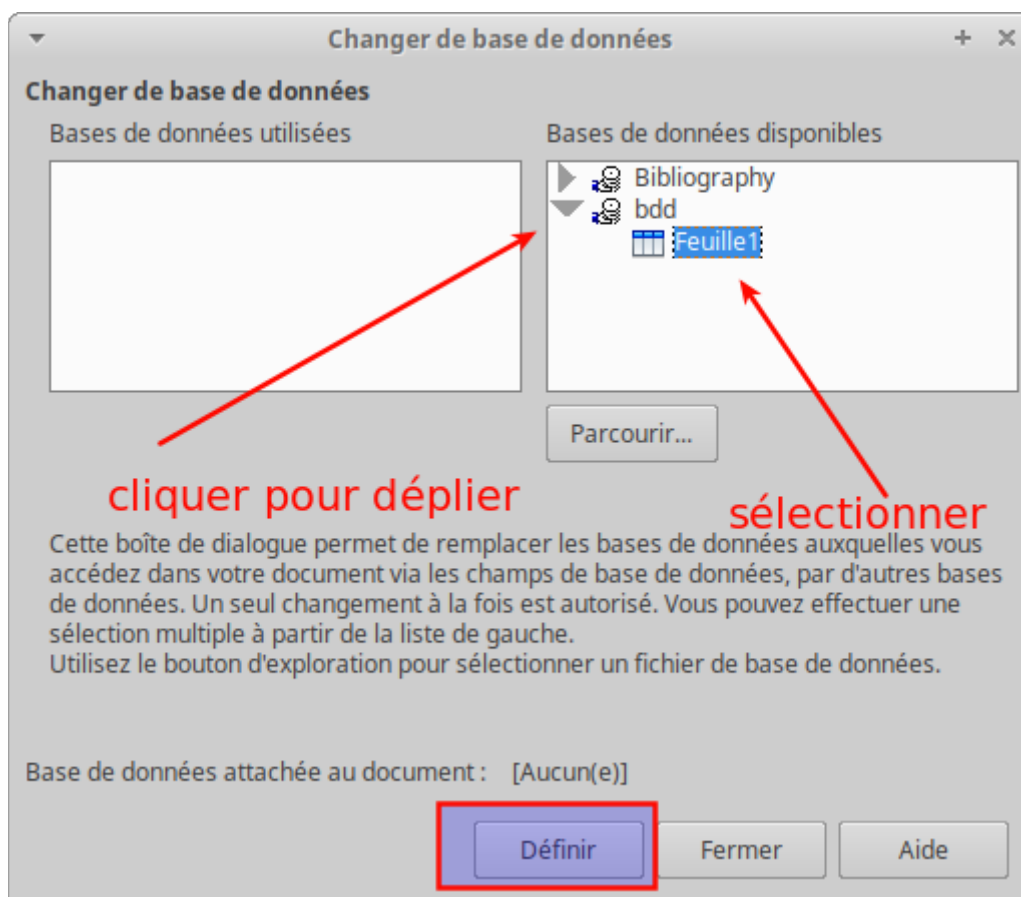 Changer de base de données
Changer de base de données
Bases de données utilisées
Bases de données disponibles
Bibliography
bdd
Feuille1
Parcourir...
cliquer pour déplier
sélectionner
Cette boîte de dialogue permet de remplacer les bases de données auxquelles vous
accédez dans votre document via les champs de base de données, par d'autres bases
de données. Un seul changement à la fois est autorisé. Vous pouvez effectuer une
sélection multiple à partir de la liste de gauche.
Utilisez le bouton d'exploration pour sélectionner un fichier de base de données.
Base de données attachée au document : [Aucun(e)]
Définir
Fermer
Aide